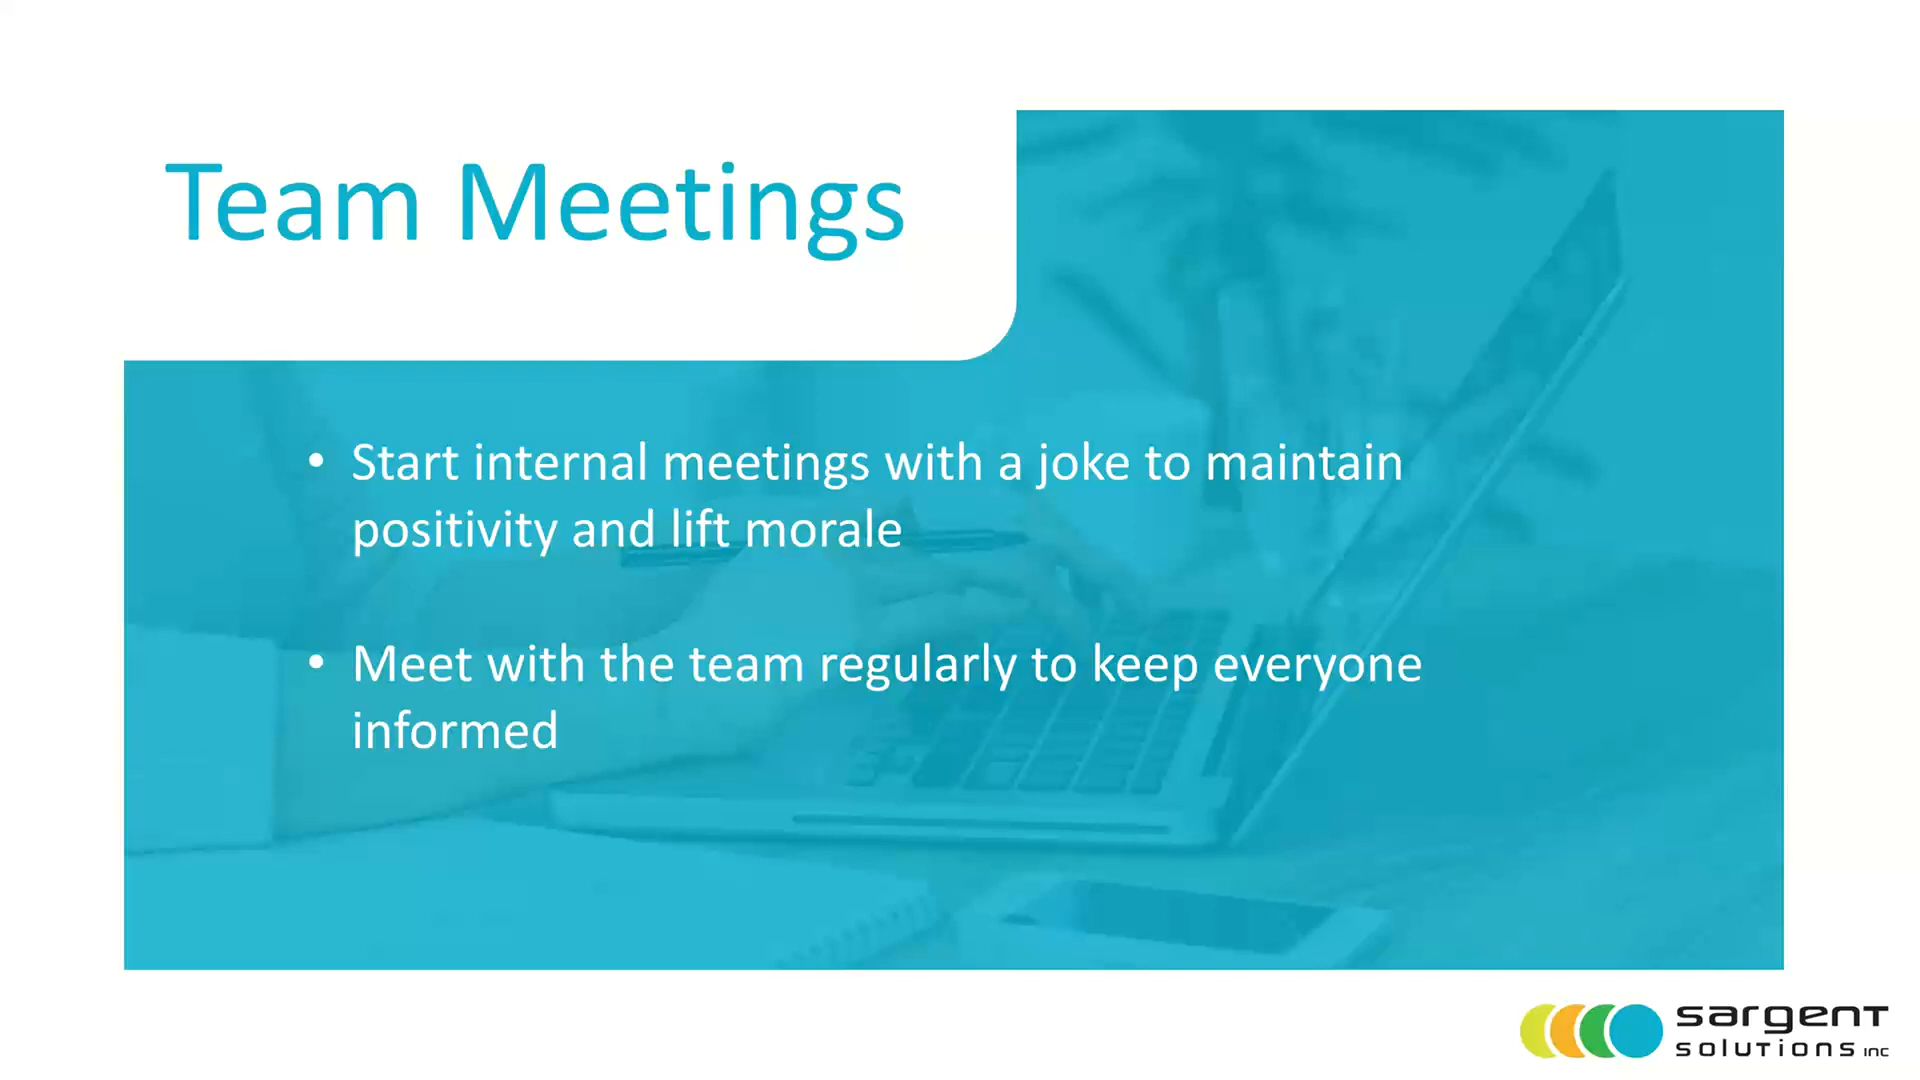 Team Meetings
• Start internal meetings with a joke to maintain
positivity and lift morale
• Meet with the team regularly to keep everyone
informed
sargent
solutions inc